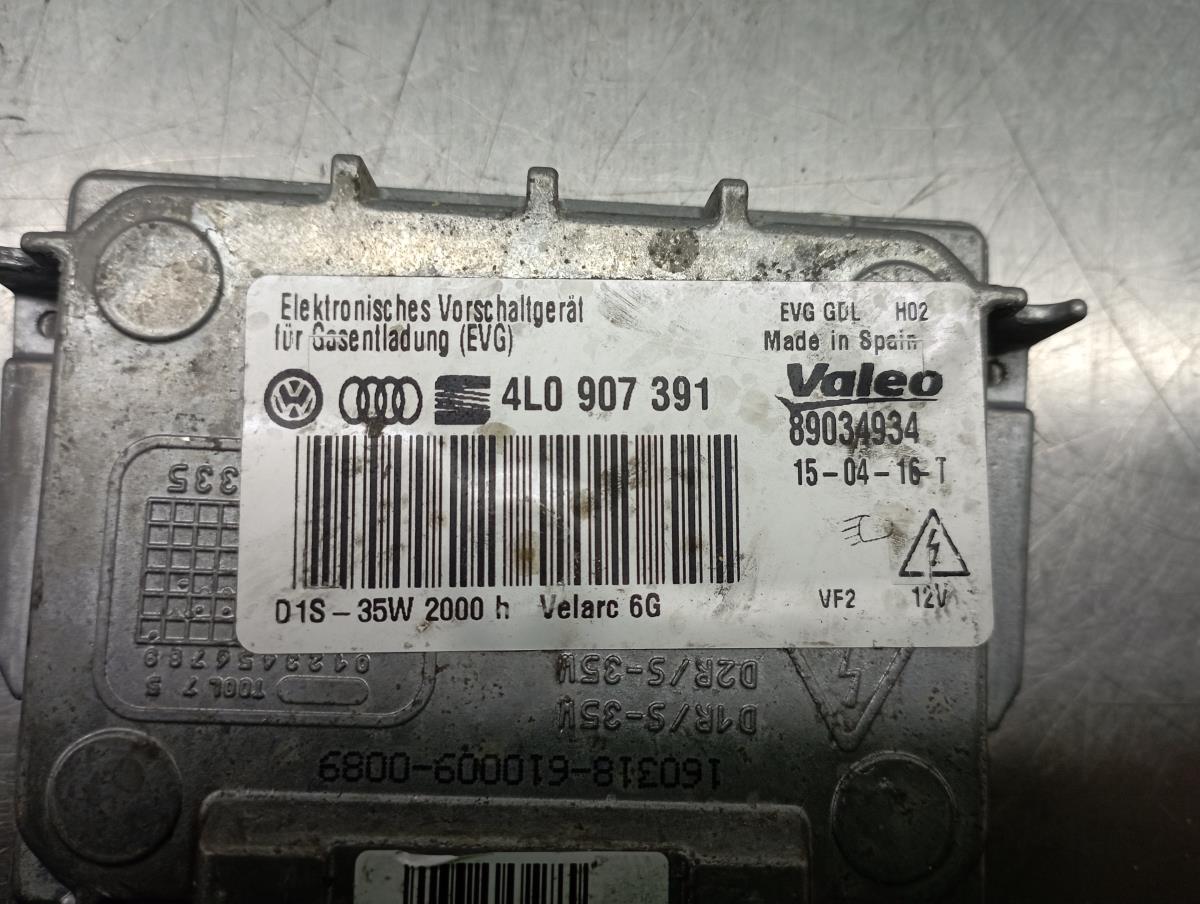 Elektronisches Vorschaltgerät
für Gasentladung (EVG)
EVG GDL H02
Made in Spain
4L0 907 391
Valeo
89034934
15-04-16-T
D1S-35W 2000 h Velarc 6G
VF2 12V
335
0123456789
TOOL 7 S
D2R/S-35W
D1R/S-35W
160318-610009-0089